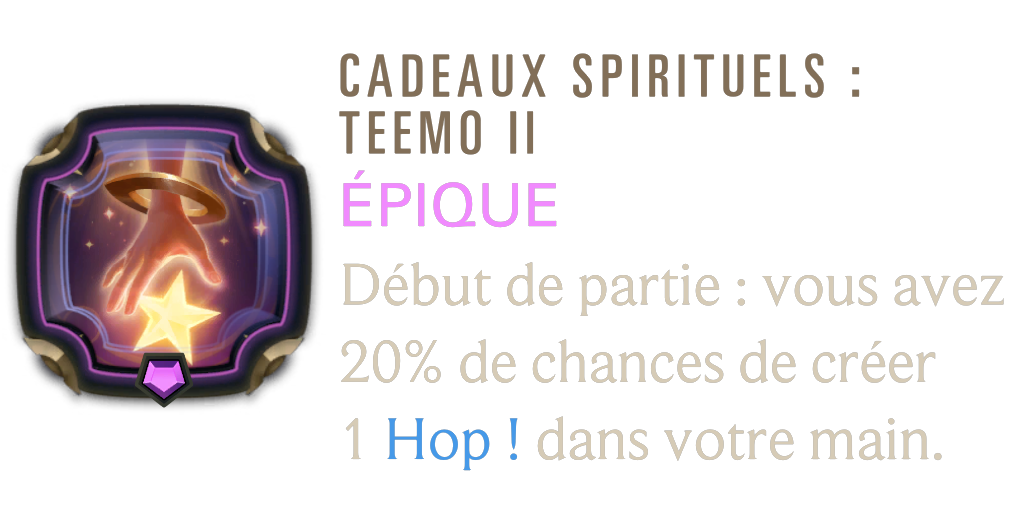 CADEAUX SPIRITUELS :
TEEMO II
ÉPIQUE
Début de partie : vous avez
20% de chances de créer
1 Hop ! dans votre main.